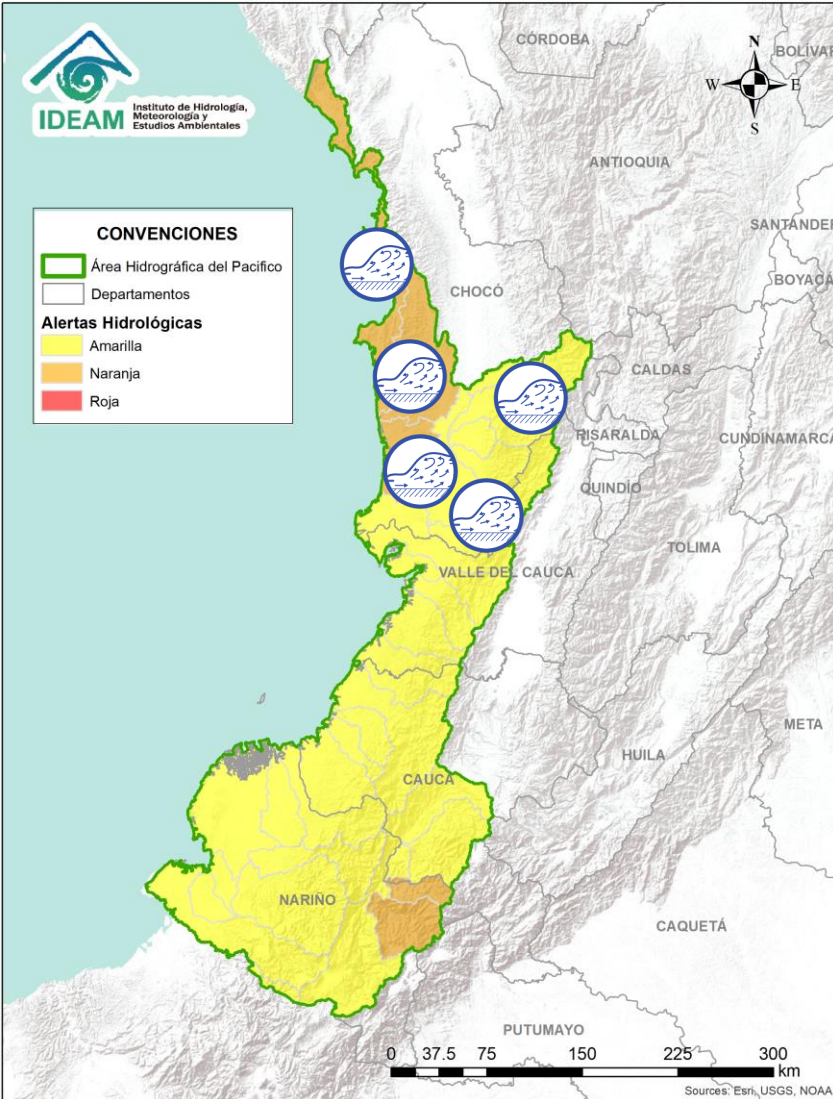 IDEAM
Instituto de Hidrología,
Meteorología y
Estudios Ambientales
CÓRDOBA
BOLÍVAR
N
W
E
S
ANTIOQUIA
SANTANDER
BOYACÁ
CONVENCIONES
Área Hidrográfica del Pacifico
Departamentos
Alertas Hidrológicas
Amarilla
Naranja
Roja
CHOCÓ
CALDAS
RISARALDA
CUNDINAMARCA
QUINDÍO
TOLIMA
VALLE DEL CAUCA
META
HUILA
CAUCA
NARIÑO
CAQUETÁ
PUTUMAYO
0 37.5 75 150 225 300
km
Sources: Esri, USGS, NOAA